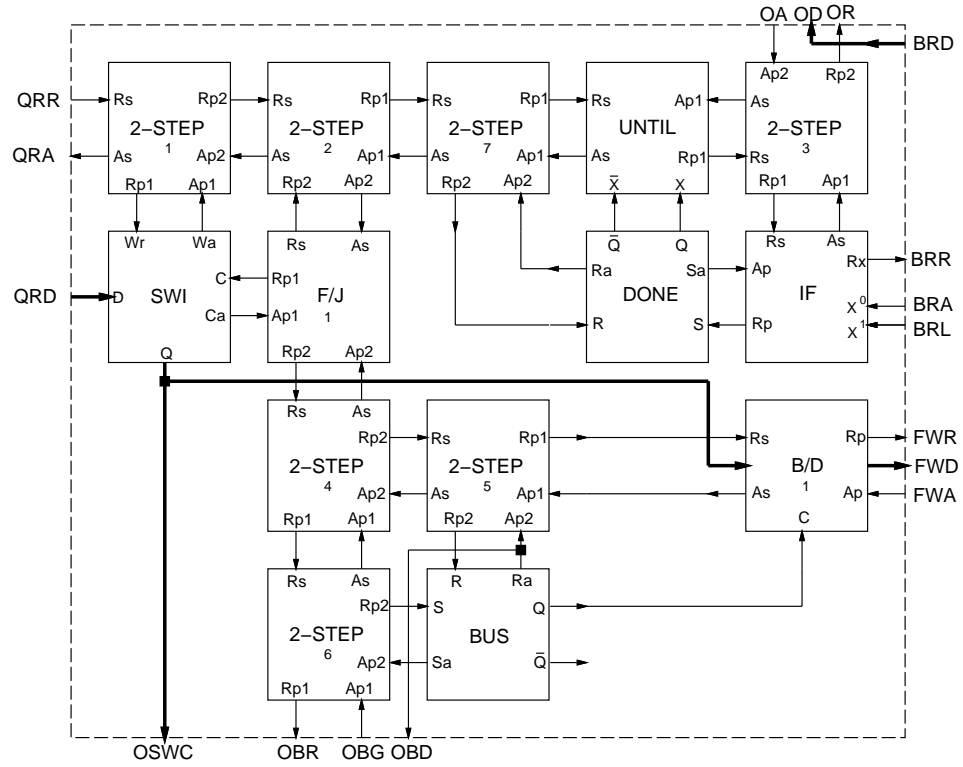 OA OD OR
BRD
Ap2 Rp2
QRR Rs Rp2 Rs Rp1 Rs Rp1 Rs Ap1 As
2−STEP 2−STEP 2−STEP UNTIL 2−STEP
1 2 7 3
QRA As Ap2 As Ap1 As Ap1 As Rp1 Rs
Rp1 Ap1 Rp2 Ap2 Rp2 Ap2 X̅ X Rp1 Ap1
Wr Wa Rs As Q̅ Q Rs As
Rx BRR
C Rp1 Ra Sa Ap
QRD D SWI F/J DONE IF
1
X0 BRA
Ca Ap1 R S Rp X1 BRL
Q Rp2 Ap2
Rs As
Rp2 Rs Rp1 Rs Rp FWR
2−STEP 2−STEP B/D FWD
4 5 1
Ap2 As Ap1 As Ap FWA
Rp1 Ap1 Rp2 Ap2 C
Rs As R Ra
Rp2 S Q
2−STEP BUS
6
Ap2 Sa Q̅
Rp1 Ap1
OSWC OBR OBG OBD